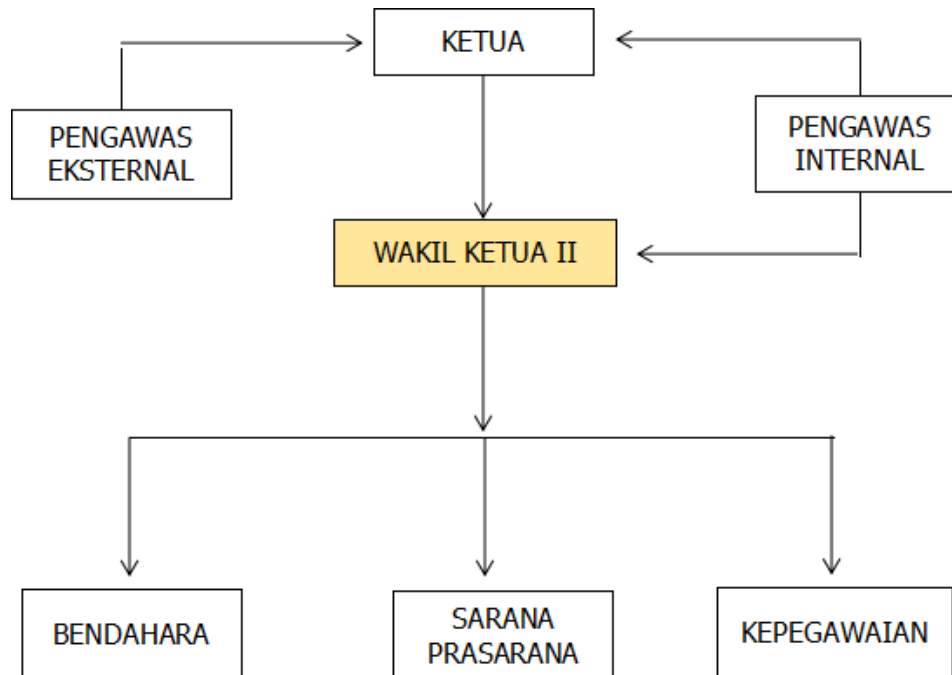 KETUA
PENGAWAS
EKSTERNAL
PENGAWAS
INTERNAL
WAKIL KETUA II
BENDAHARA
SARANA
PRASARANA
KEPEGAWAIAN